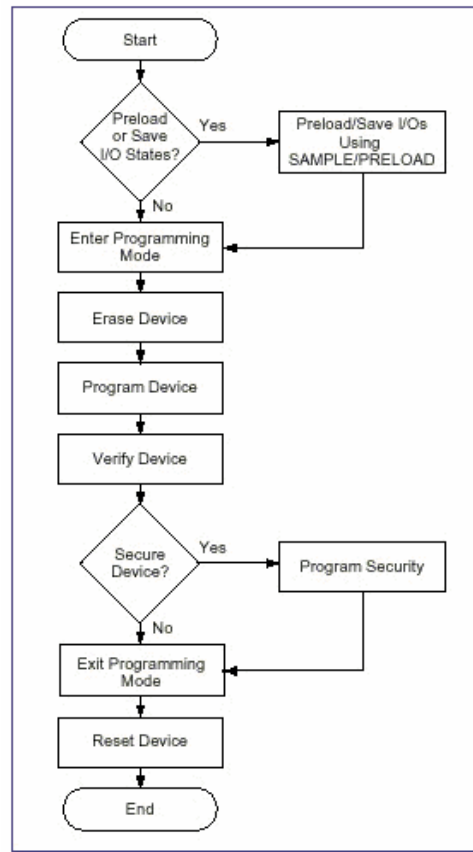 Start
Preload
or Save
I/O States?
Yes
Preload/Save I/Os
Using
SAMPLE/PRELOAD
No
Enter Programming
Mode
Erase Device
Program Device
Verify Device
Secure
Device?
Yes
Program Security
No
Exit Programming
Mode
Reset Device
End